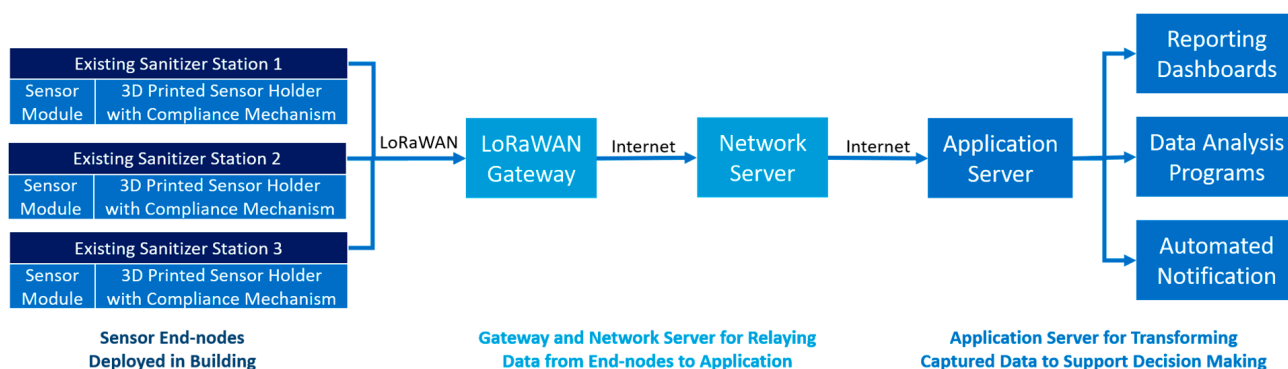 Existing Sanitizer Station 1
Sensor
Module
3D Printed Sensor Holder
with Compliance Mechanism
Existing Sanitizer Station 2
Sensor
Module
3D Printed Sensor Holder
with Compliance Mechanism
Existing Sanitizer Station 3
Sensor
Module
3D Printed Sensor Holder
with Compliance Mechanism
Sensor End-nodes
Deployed in Building
LoRaWAN
LoRaWAN
Gateway
Internet
Network
Server
Gateway and Network Server for Relaying
Data from End-nodes to Application
Internet
Application
Server
Reporting
Dashboards
Data Analysis
Programs
Automated
Notification
Application Server for Transforming
Captured Data to Support Decision Making